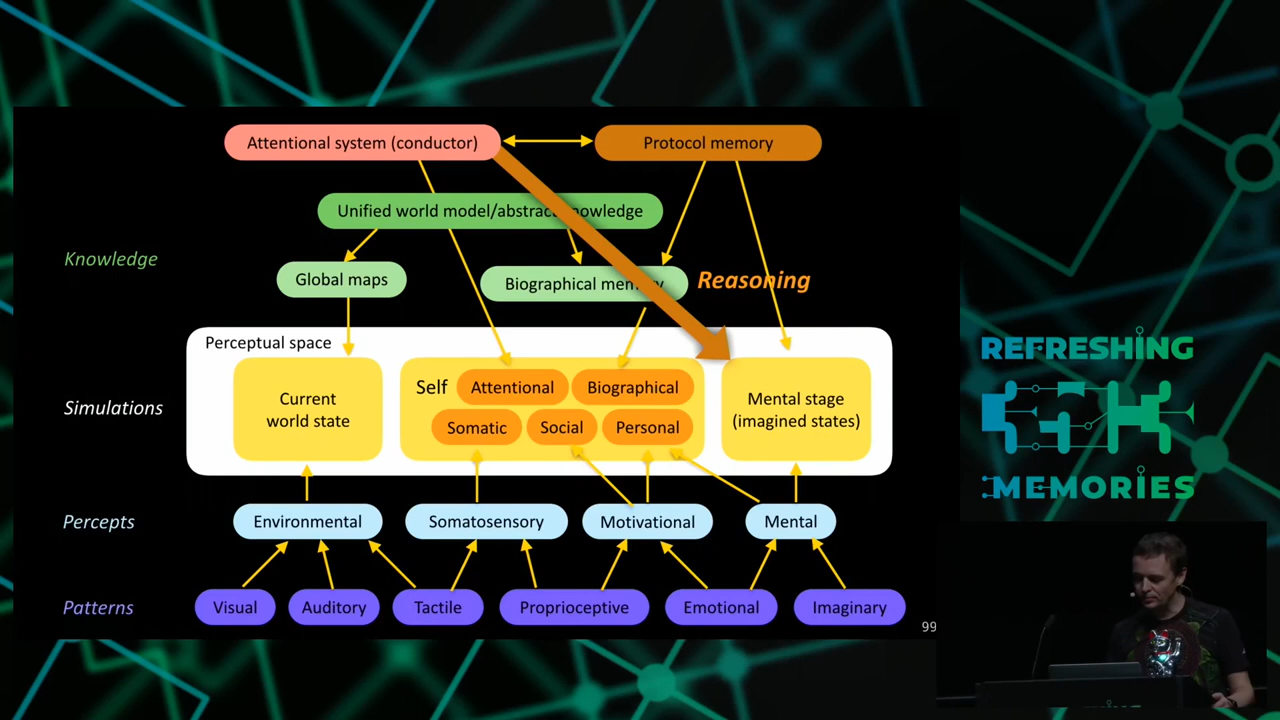 Attentional system (conductor)
Protocol memory
Unified world model/abstract knowledge
Knowledge
Global maps
Biographical memory
Reasoning
Perceptual space
Simulations
Current
world state
Self
Attentional
Biographical
Somatic
Social
Personal
Mental stage
(imagined states)
Percepts
Environmental
Somatosensory
Motivational
Mental
Patterns
Visual
Auditory
Tactile
Proprioceptive
Emotional
Imaginary
99
REFRESHING
MEMORIES